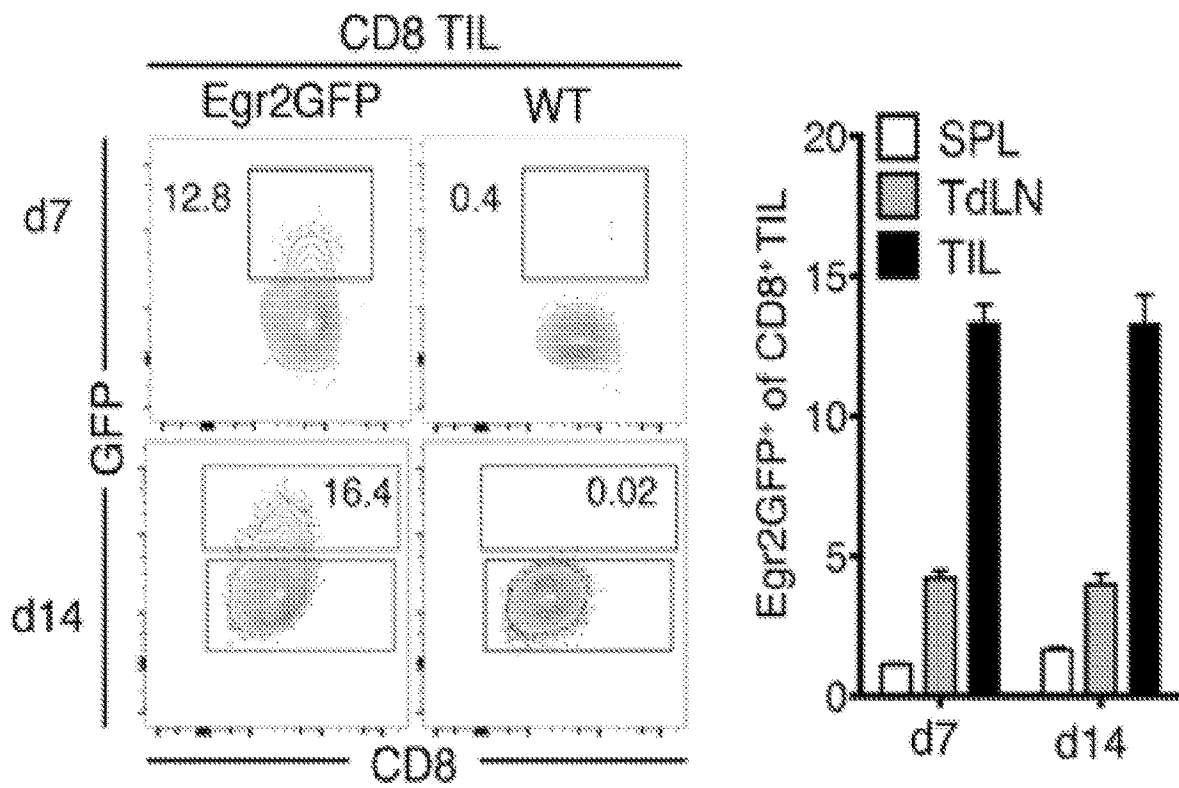 CD8 TIL
Egr2GFP WT
d7
12.8
0.4
GFP
d14
16.4
0.02
CD8
Egr2GFP⁺ of CD8⁺ TIL
20
15
10
5
0
SPL
TdLN
TIL
d7 d14